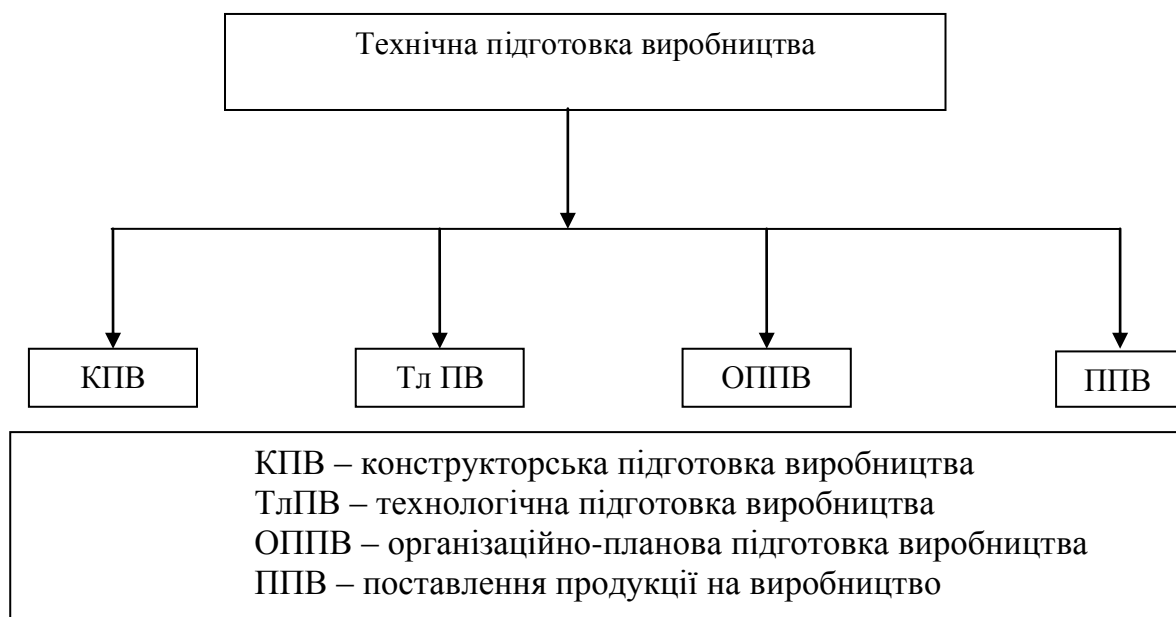 Технічна підготовка виробництва
КПВ
Тл ПВ
ОППВ
ППВ
КПВ – конструкторська підготовка виробництва
ТлПВ – технологічна підготовка виробництва
ОППВ – організаційно-планова підготовка виробництва
ППВ – поставлення продукції на виробництво